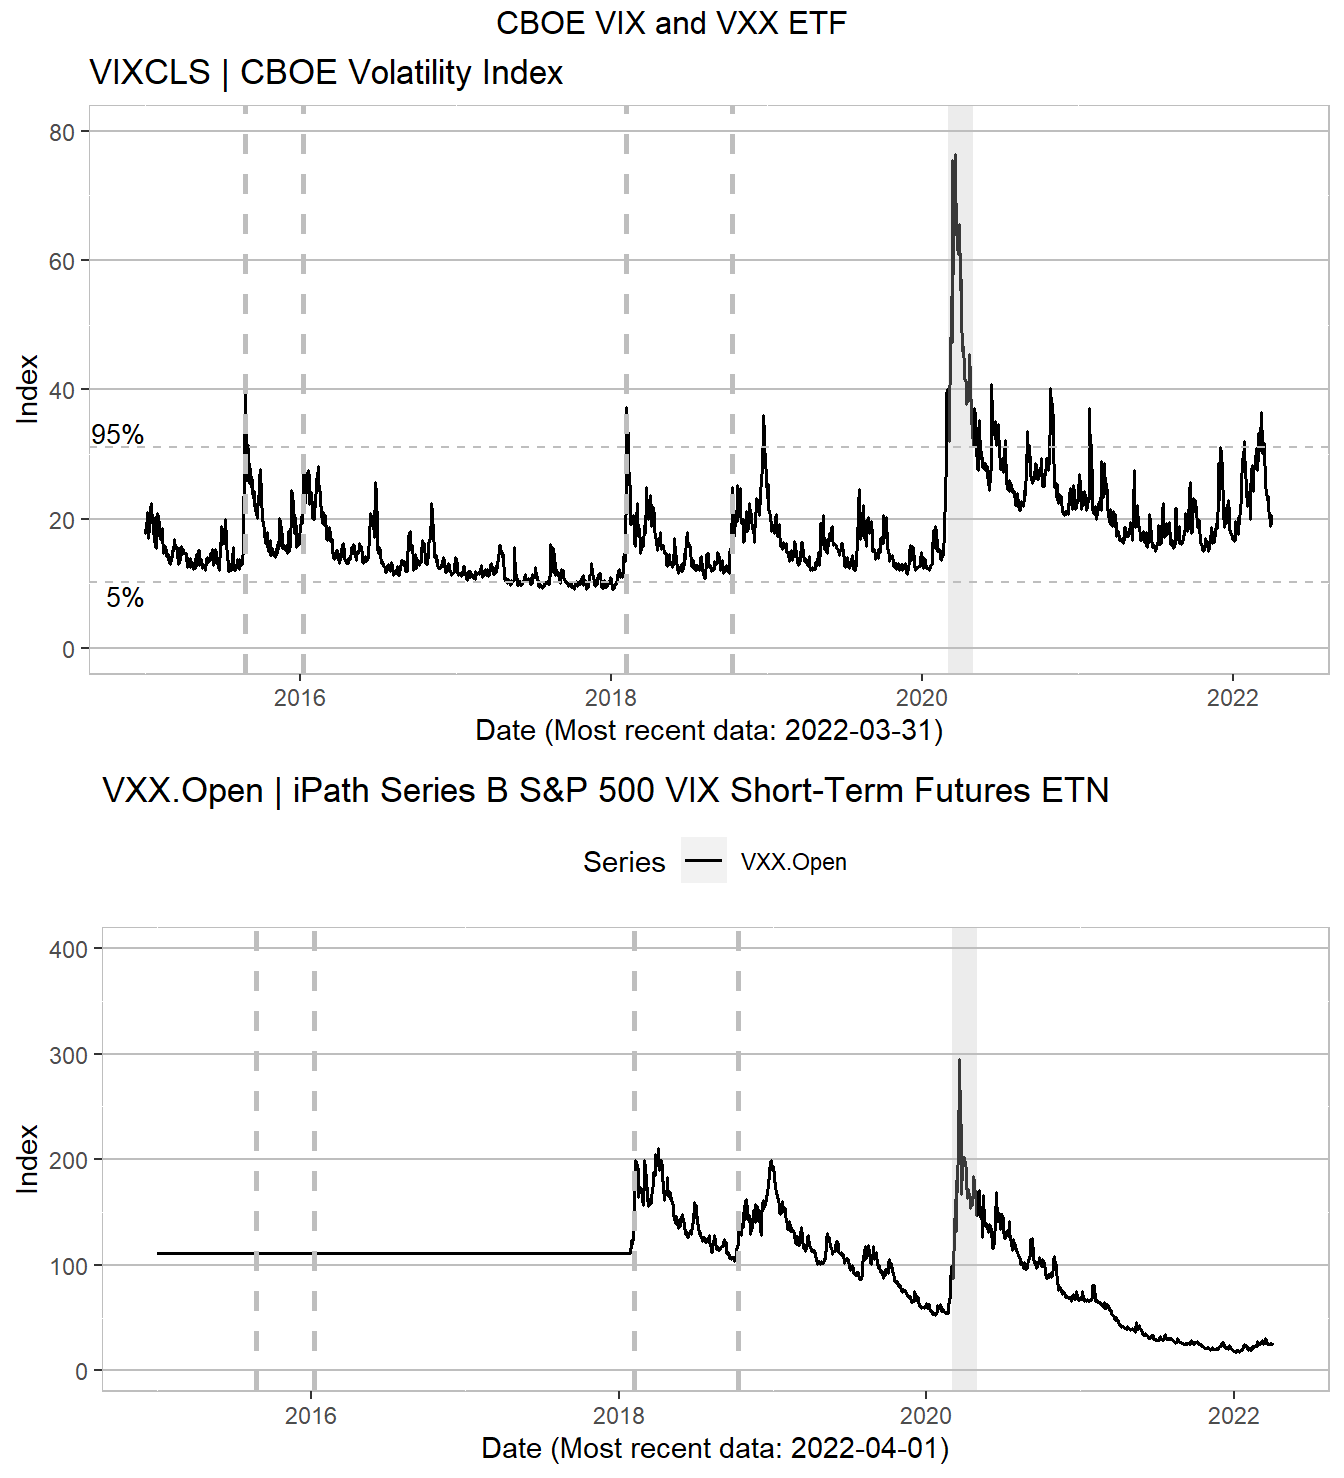 CBOE VIX and VXX ETF
VIXCLS | CBOE Volatility Index
80
60
40
20
0
Index
95%
5%
2016
2018
2020
2022
Date (Most recent data: 2022-03-31)
VXX.Open | iPath Series B S&P 500 VIX Short-Term Futures ETN
Series VXX.Open
400
300
200
100
0
Index
2016
2018
2020
2022
Date (Most recent data: 2022-04-01)